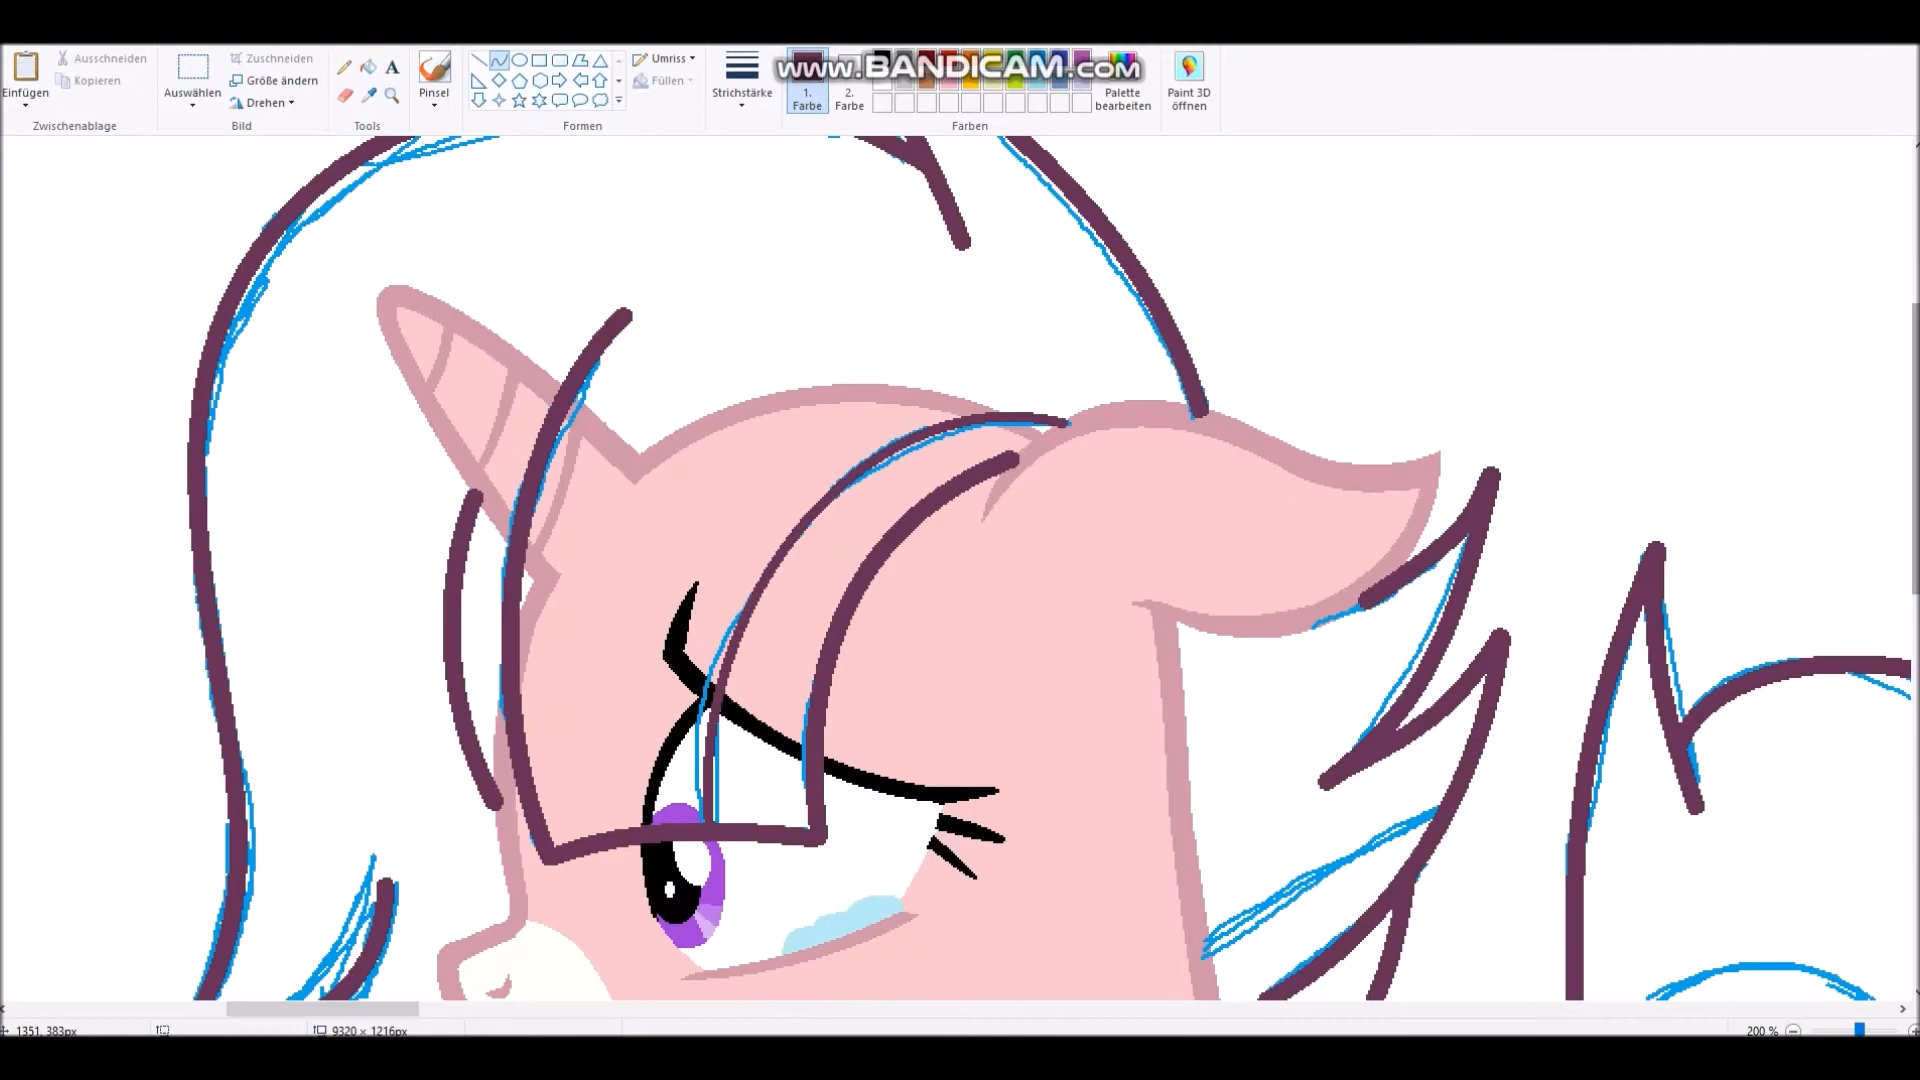 Ausschneiden
Kopieren
Einfügen
Zwischenablage
Auswählen
Zuschneiden
Größe ändern
Drehen
Bild
A
Tools
Pinsel
Formen
Umriss
Füllen
Strichstärke
1.
Farbe
2.
Farbe
www.BANDICAM.com
Palette
bearbeiten
Farben
Paint 3D
öffnen
1351, 383px
9320 × 1216px
200 %